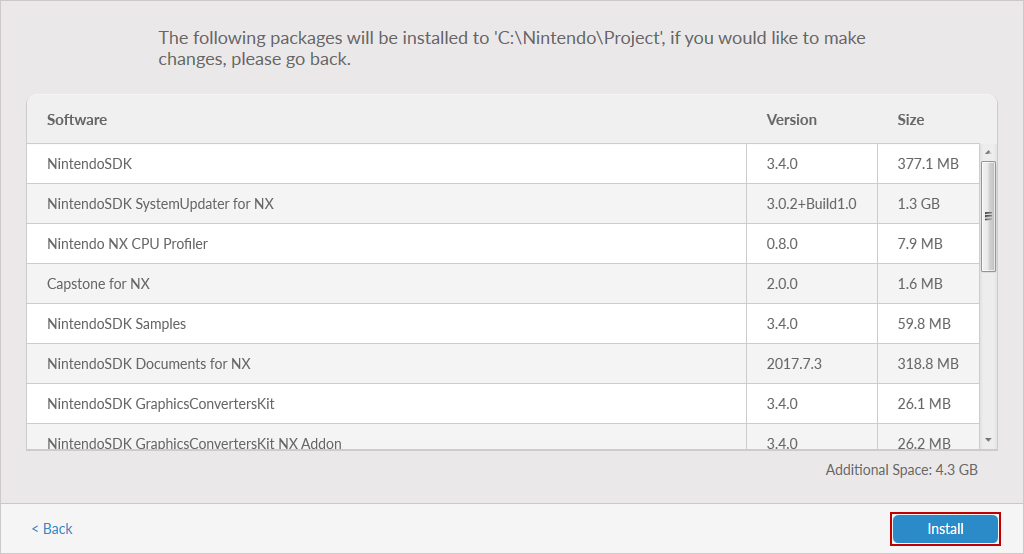 The following packages will be installed to 'C:\Nintendo\Project', if you would like to make
changes, please go back.
Software Version Size
NintendoSDK 3.4.0 377.1 MB
NintendoSDK SystemUpdater for NX 3.0.2+Build1.0 1.3 GB
Nintendo NX CPU Profiler 0.8.0 7.9 MB
Capstone for NX 2.0.0 1.6 MB
NintendoSDK Samples 3.4.0 59.8 MB
NintendoSDK Documents for NX 2017.7.3 318.8 MB
NintendoSDK GraphicsConvertersKit 3.4.0 26.1 MB
NintendoSDK GraphicsConvertersKit NX Addon 3.4.0 26.2 MB
Additional Space: 4.3 GB
< Back Install